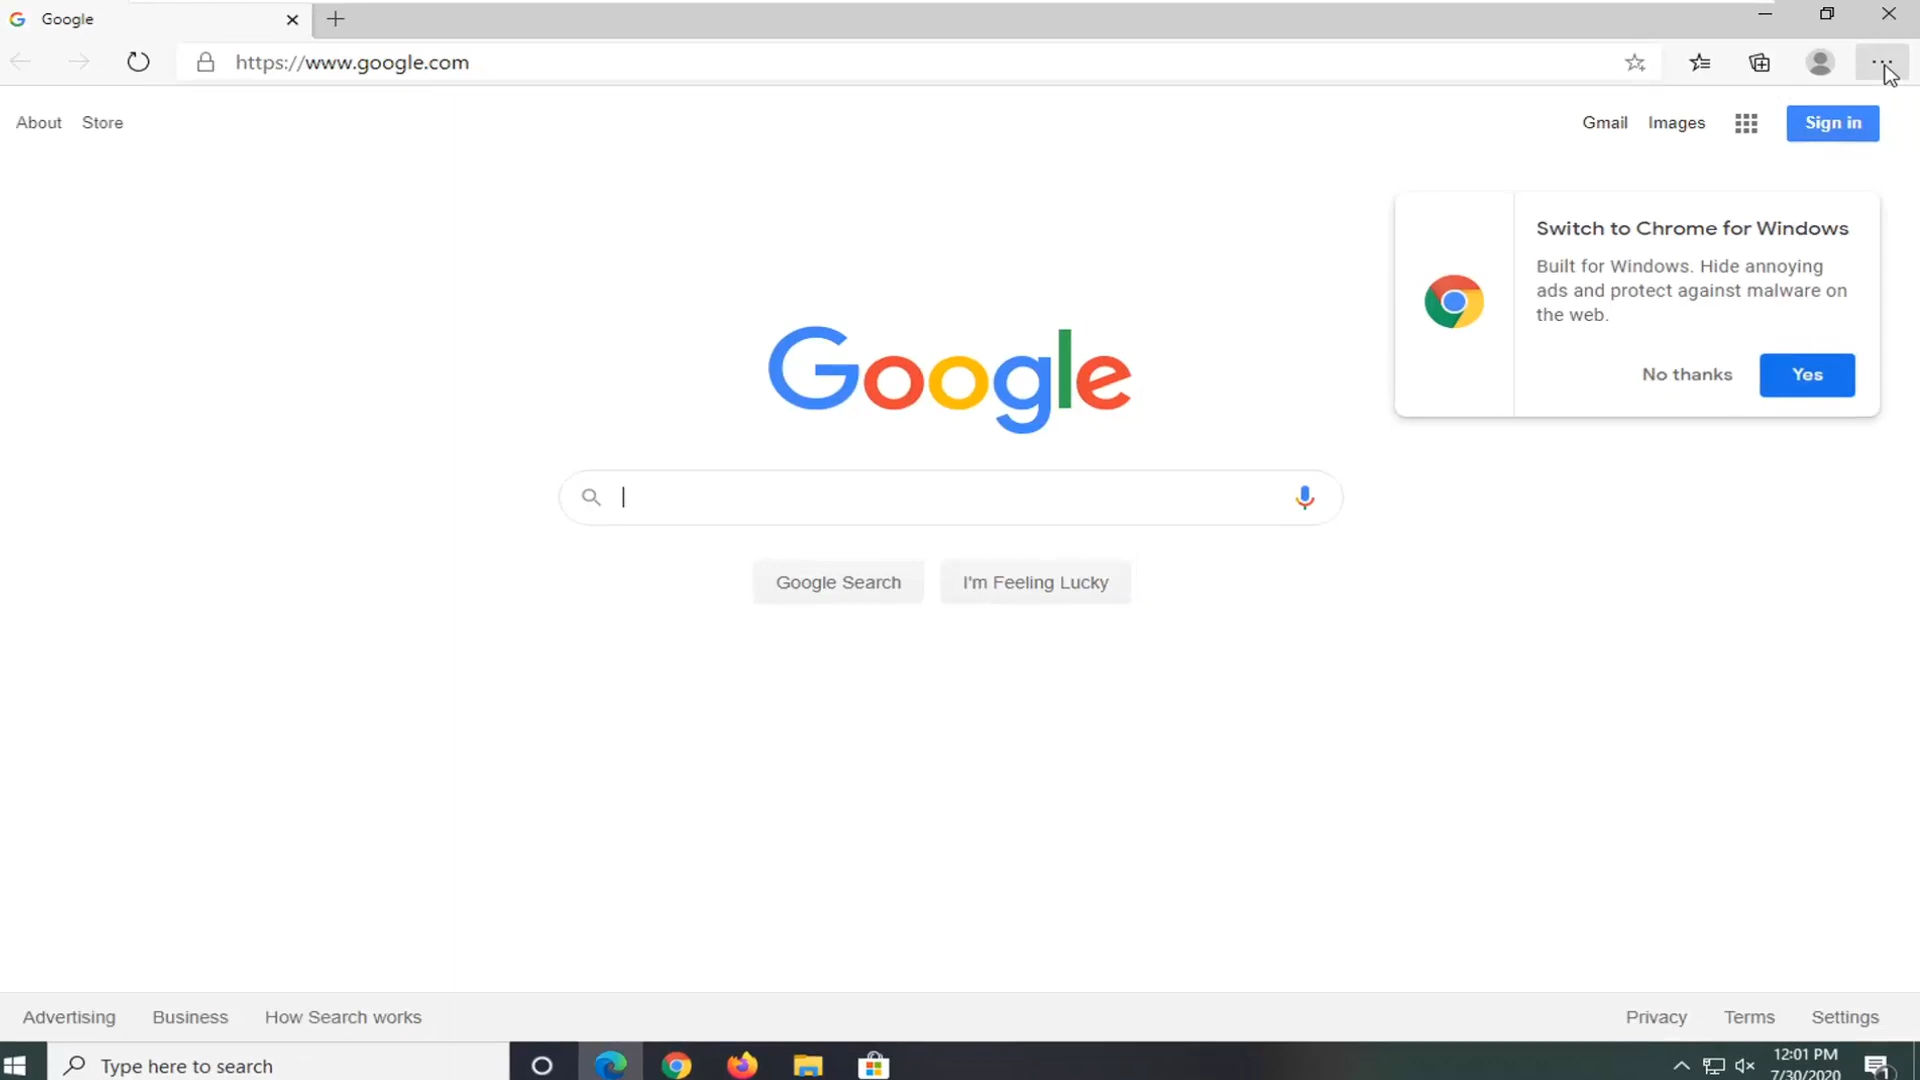 Google
https://www.google.com
About Store
Gmail Images Sign in
Switch to Chrome for Windows
Built for Windows. Hide annoying
ads and protect against malware on
the web.
No thanks Yes
Google
Google Search I'm Feeling Lucky
Advertising Business How Search works
Privacy Terms Settings
Type here to search
12:01 PM
7/30/2020
1